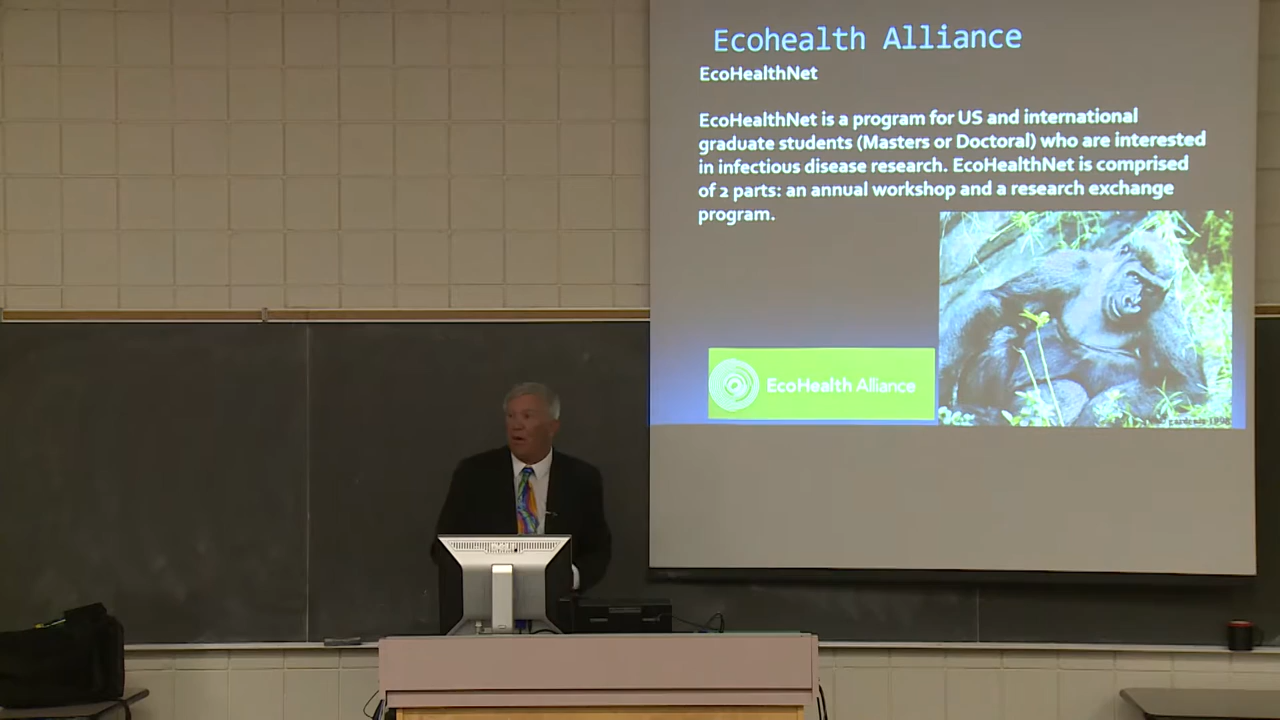 Ecohealth Alliance
EcoHealthNet
EcoHealthNet is a program for US and international
graduate students (Masters or Doctoral) who are interested
in infectious disease research. EcoHealthNet is comprised
of 2 parts: an annual workshop and a research exchange
program.
EcoHealth Alliance